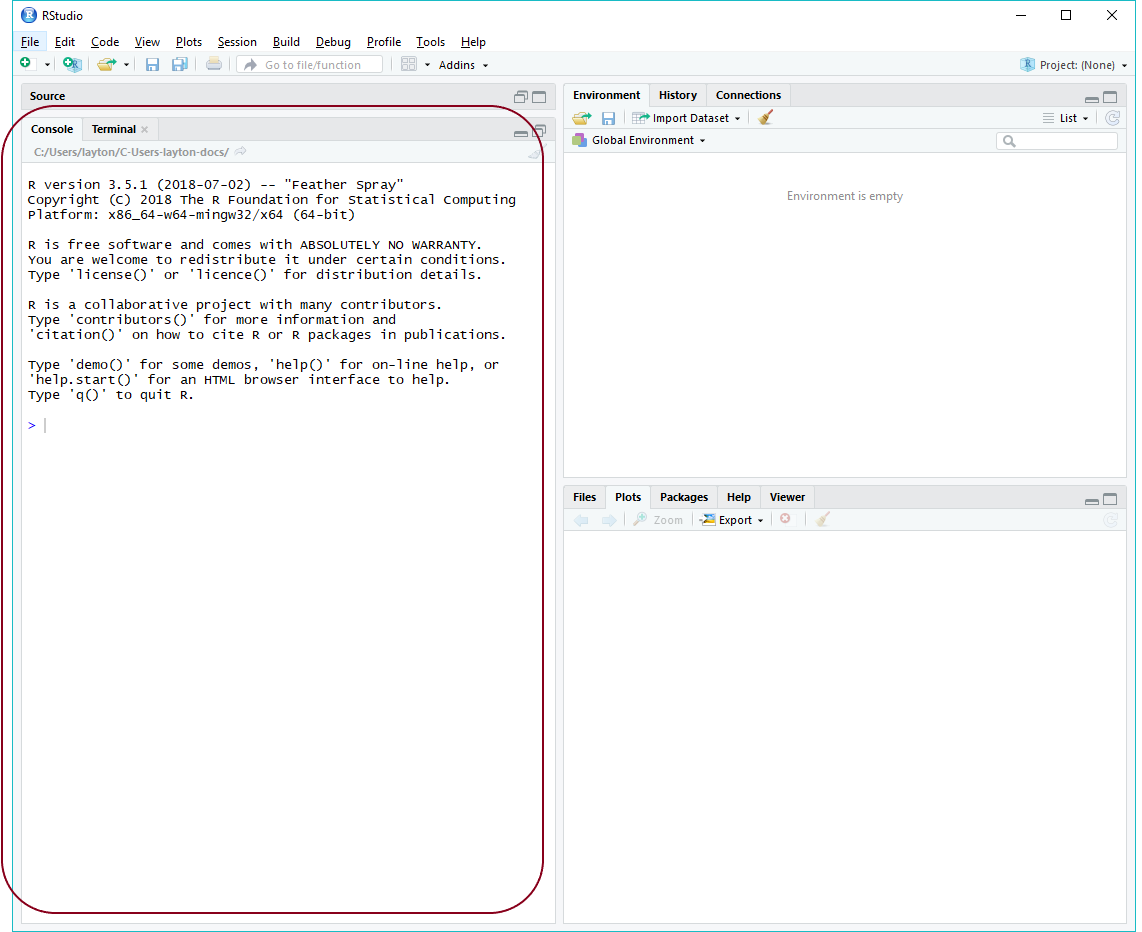 RStudio
File Edit Code View Plots Session Build Debug Profile Tools Help
Go to file/function Addins Project: (None)
Source
Console Terminal
C:/Users/layton/C-Users-layton-docs/
R version 3.5.1 (2018-07-02) -- "Feather Spray"
Copyright (C) 2018 The R Foundation for Statistical Computing
Platform: x86_64-w64-mingw32/x64 (64-bit)
R is free software and comes with ABSOLUTELY NO WARRANTY.
You are welcome to redistribute it under certain conditions.
Type 'license()' or 'licence()' for distribution details.
R is a collaborative project with many contributors.
Type 'contributors()' for more information and
'citation()' on how to cite R or R packages in publications.
Type 'demo()' for some demos, 'help()' for on-line help, or
'help.start()' for an HTML browser interface to help.
Type 'q()' to quit R.
>
Environment History Connections
Import Dataset List
Global Environment
Environment is empty
Files Plots Packages Help Viewer
Zoom Export